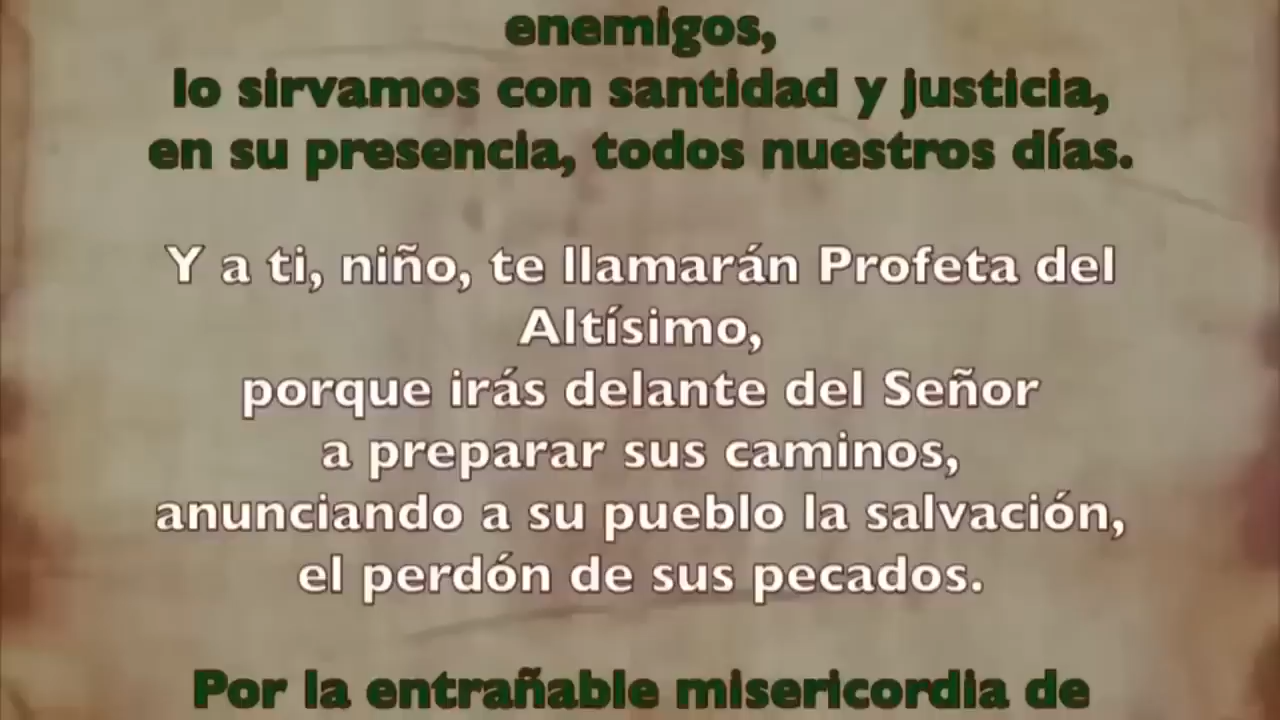 enemigos,
lo sirvamos con santidad y justicia,
en su presencia, todos nuestros días.
Y a ti, niño, te llamarán Profeta del
Altísimo,
porque irás delante del Señor
a preparar sus caminos,
anunciando a su pueblo la salvación,
el perdón de sus pecados.
Por la entrañable misericordia de